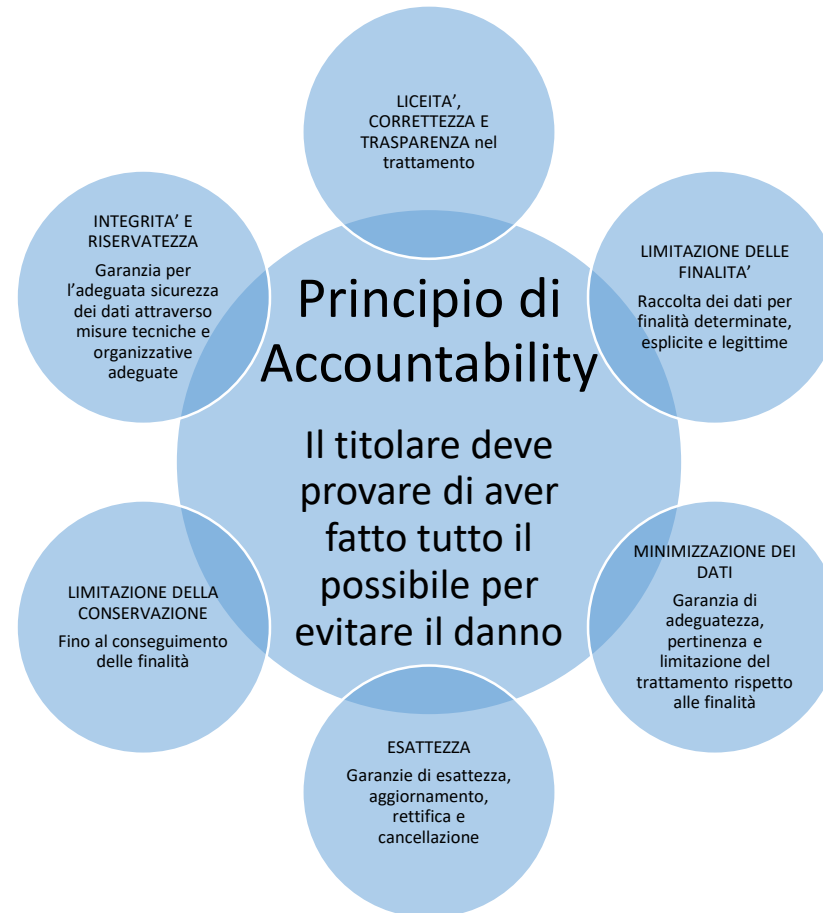 LICEITA’,
CORRETTEZZA E
TRASPARENZA nel
trattamento
INTEGRITA’ E
RISERVATEZZA
Garanzia per
l’adeguata sicurezza
dei dati attraverso
misure tecniche e
organizzative
adeguate
LIMITAZIONE DELLE
FINALITA’
Raccolta dei dati per
finalità determinate,
esplicite e legittime
Principio di
Accountability
Il titolare deve
provare di aver
fatto tutto il
possibile per
evitare il danno
LIMITAZIONE DELLA
CONSERVAZIONE
Fino al conseguimento
delle finalità
MINIMIZZAZIONE DEI
DATI
Garanzia di
adeguatezza,
pertinenza e
limitazione del
trattamento rispetto
alle finalità
ESATTEZZA
Garanzie di esattezza,
aggiornamento,
rettifica e
cancellazione